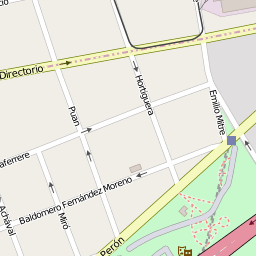 Directorio
Puan
Hortiguera
Emilio Mitre
aferrere
Baldomero Fernández Moreno
Achával
Miró
Perón